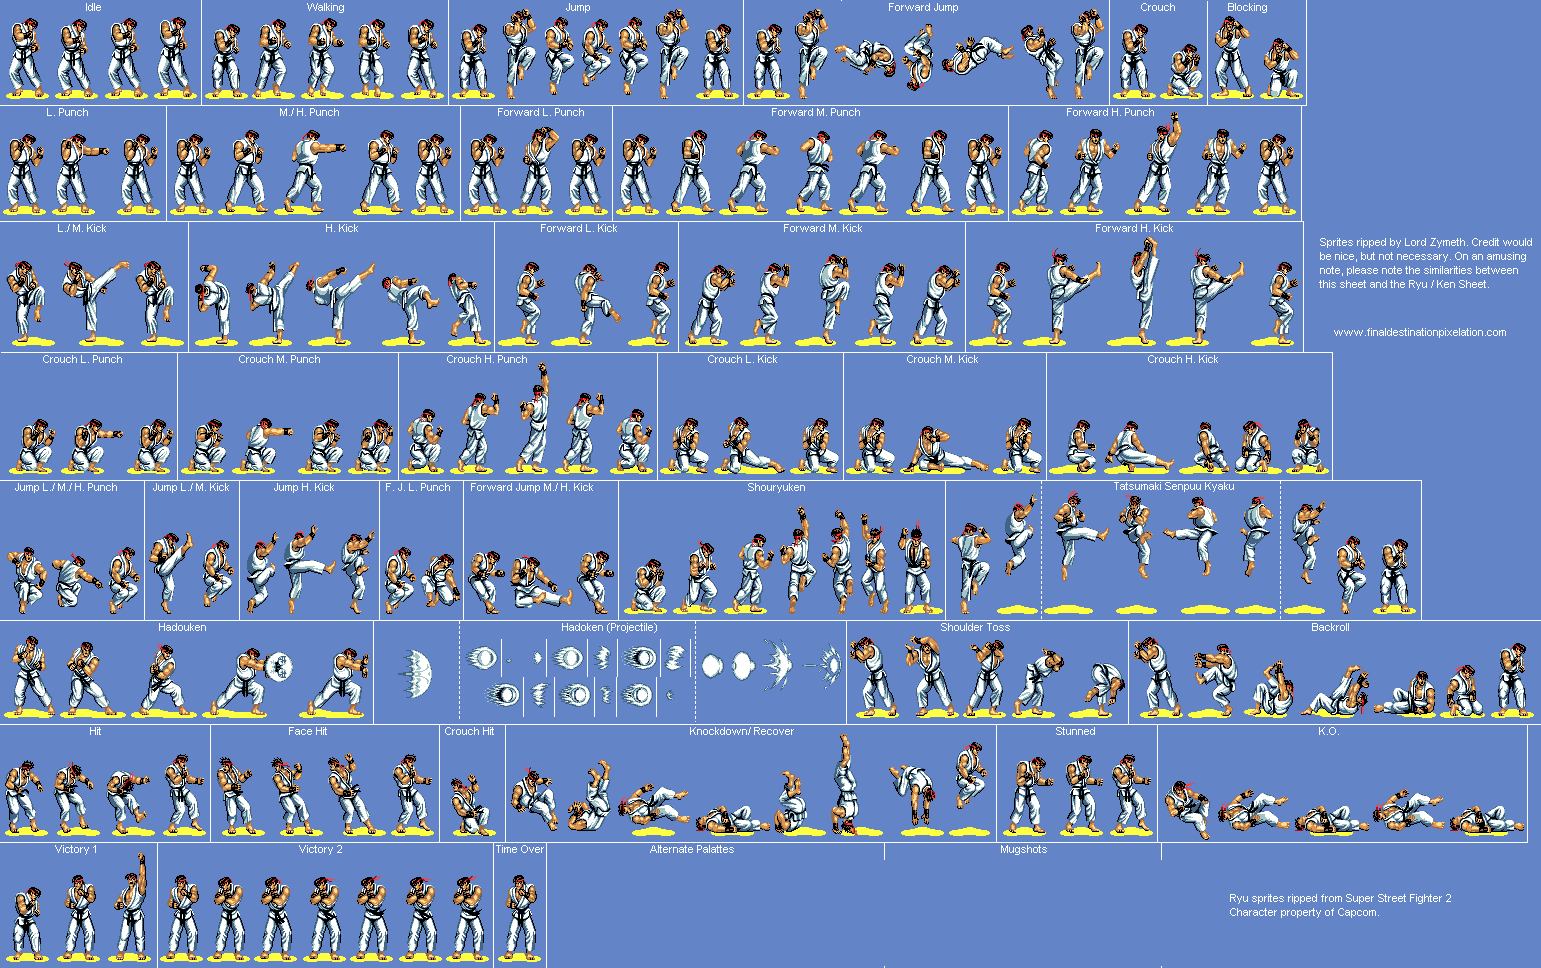 Idle
Walking
Jump
Forward Jump
Crouch
Blocking
L. Punch
M./ H. Punch
Forward L. Punch
Forward M. Punch
Forward H. Punch
L./ M. Kick
H. Kick
Forward L. Kick
Forward M. Kick
Forward H. Kick
Sprites ripped by Lord Zymeth. Credit would
be nice, but not necessary. On an amusing
note, please note the similarities between
this sheet and the Ryu / Ken Sheet.
www.finaldestinationpixelation.com
Crouch L. Punch
Crouch M. Punch
Crouch H. Punch
Crouch L. Kick
Crouch M. Kick
Crouch H. Kick
Jump L./ M./ H. Punch
Jump L./ M. Kick
Jump H. Kick
F. J. L. Punch
Forward Jump M./ H. Kick
Shouryuken
Tatsumaki Senpuu Kyaku
Hadouken
Hadoken (Projectile)
Shoulder Toss
Backroll
Hit
Face Hit
Crouch Hit
Knockdown/ Recover
Stunned
K.O.
Victory 1
Victory 2
Time Over
Alternate Palattes
Mugshots
Ryu sprites ripped from Super Street Fighter 2
Character property of Capcom.